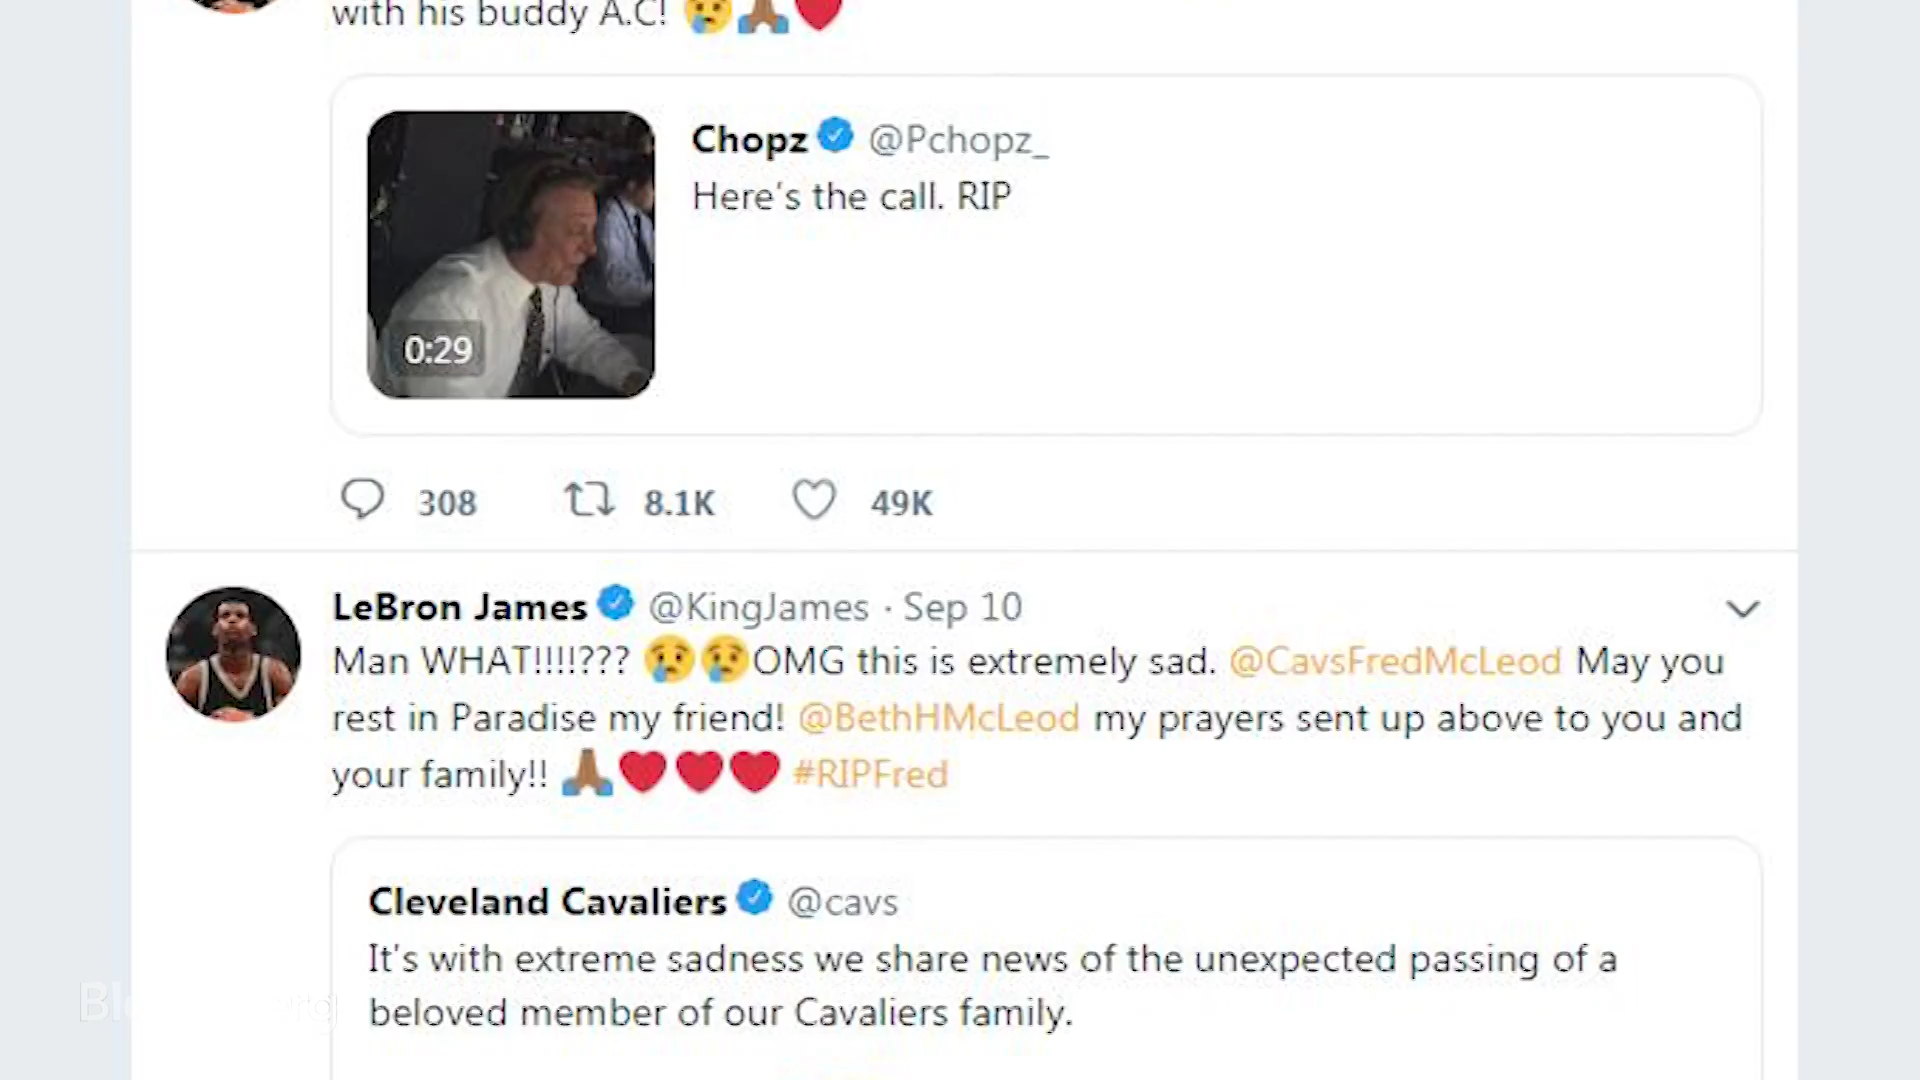 with his buddy A.C! 😢🙏🏾❤️
Chopz @Pchopz_
Here's the call. RIP
0:29
308 8.1K 49K
LeBron James @KingJames · Sep 10
Man WHAT!!!!??? 😢😢OMG this is extremely sad. @CavsFredMcLeod May you
rest in Paradise my friend! @BethHMcLeod my prayers sent up above to you and
your family!! 🙏🏾❤️❤️❤️ #RIPFred
Cleveland Cavaliers @cavs
It's with extreme sadness we share news of the unexpected passing of a
beloved member of our Cavaliers family.